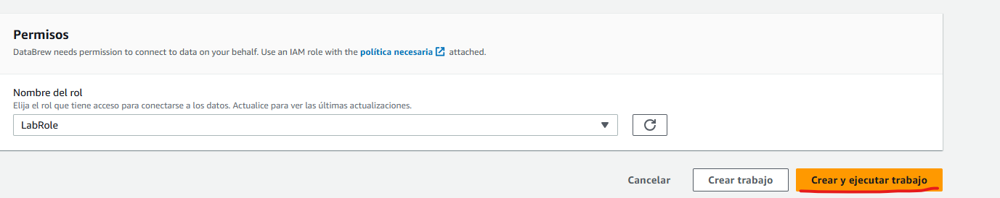 Permisos
DataBrew needs permission to connect to data on your behalf. Use an IAM role with the política necesaria attached.
Nombre del rol
Elija el rol que tiene acceso para conectarse a los datos. Actualice para ver las últimas actualizaciones.
LabRole
Cancelar
Crear trabajo
Crear y ejecutar trabajo